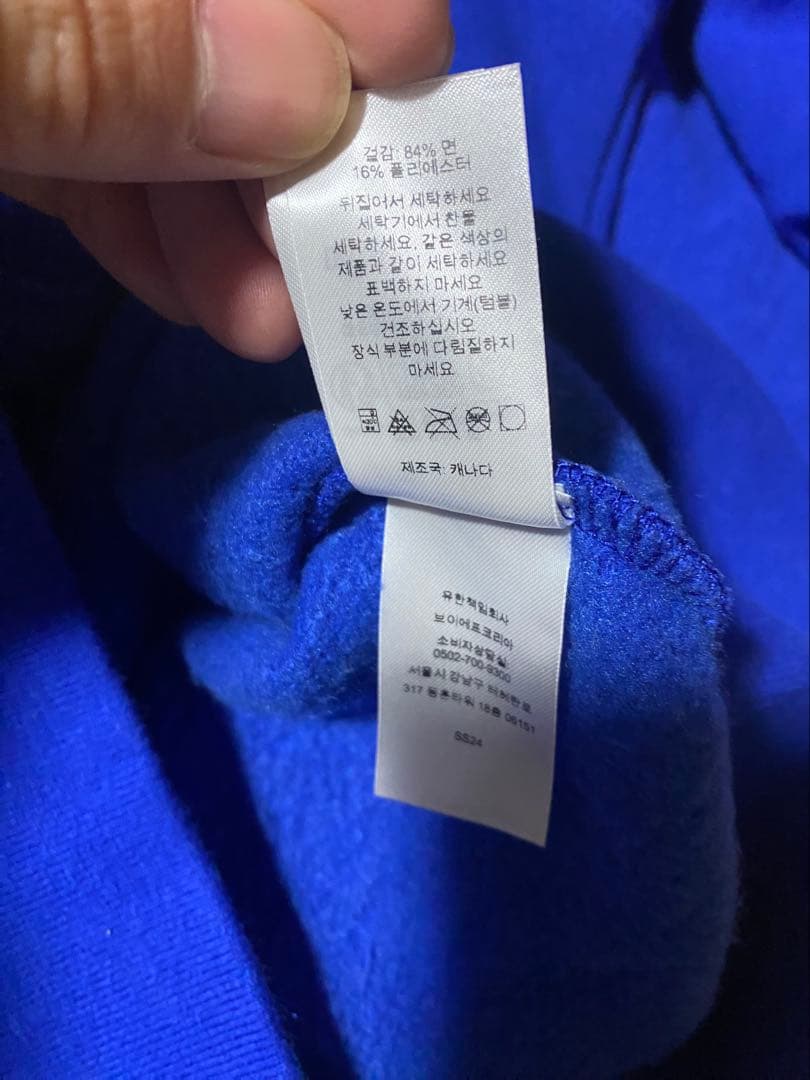 겉감: 84% 면
16% 폴리에스터
뒤집어서 세탁하세요
세탁기에서 찬물
세탁하세요. 같은 색상의
제품과 같이 세탁하세요
표백하지 마세요
낮은 온도에서 기계(텀블)
건조하십시오
장식 부분에 다림질하지
마세요
제조국: 캐나다
유한책임회사
브이에프코리아
소비자상담실
0502-700-9300
서울시 강남구 테헤란로
317 동훈타워 18층 06151
SS24